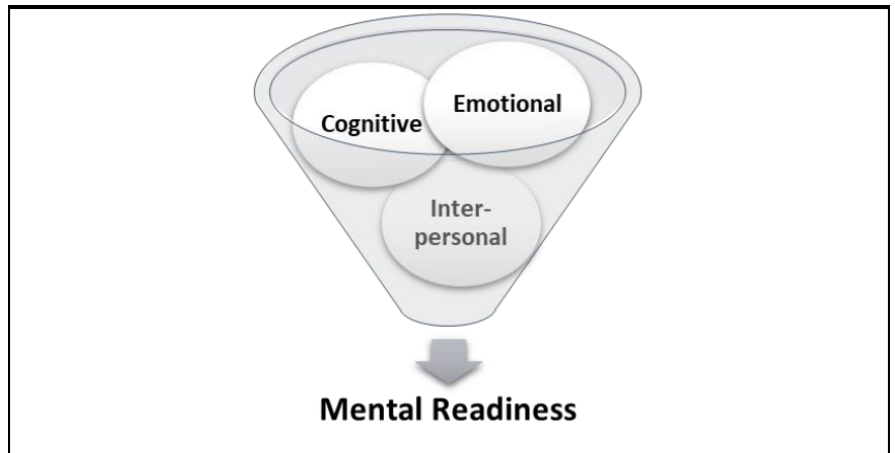 Emotional
Cognitive
Inter-
personal
Mental Readiness